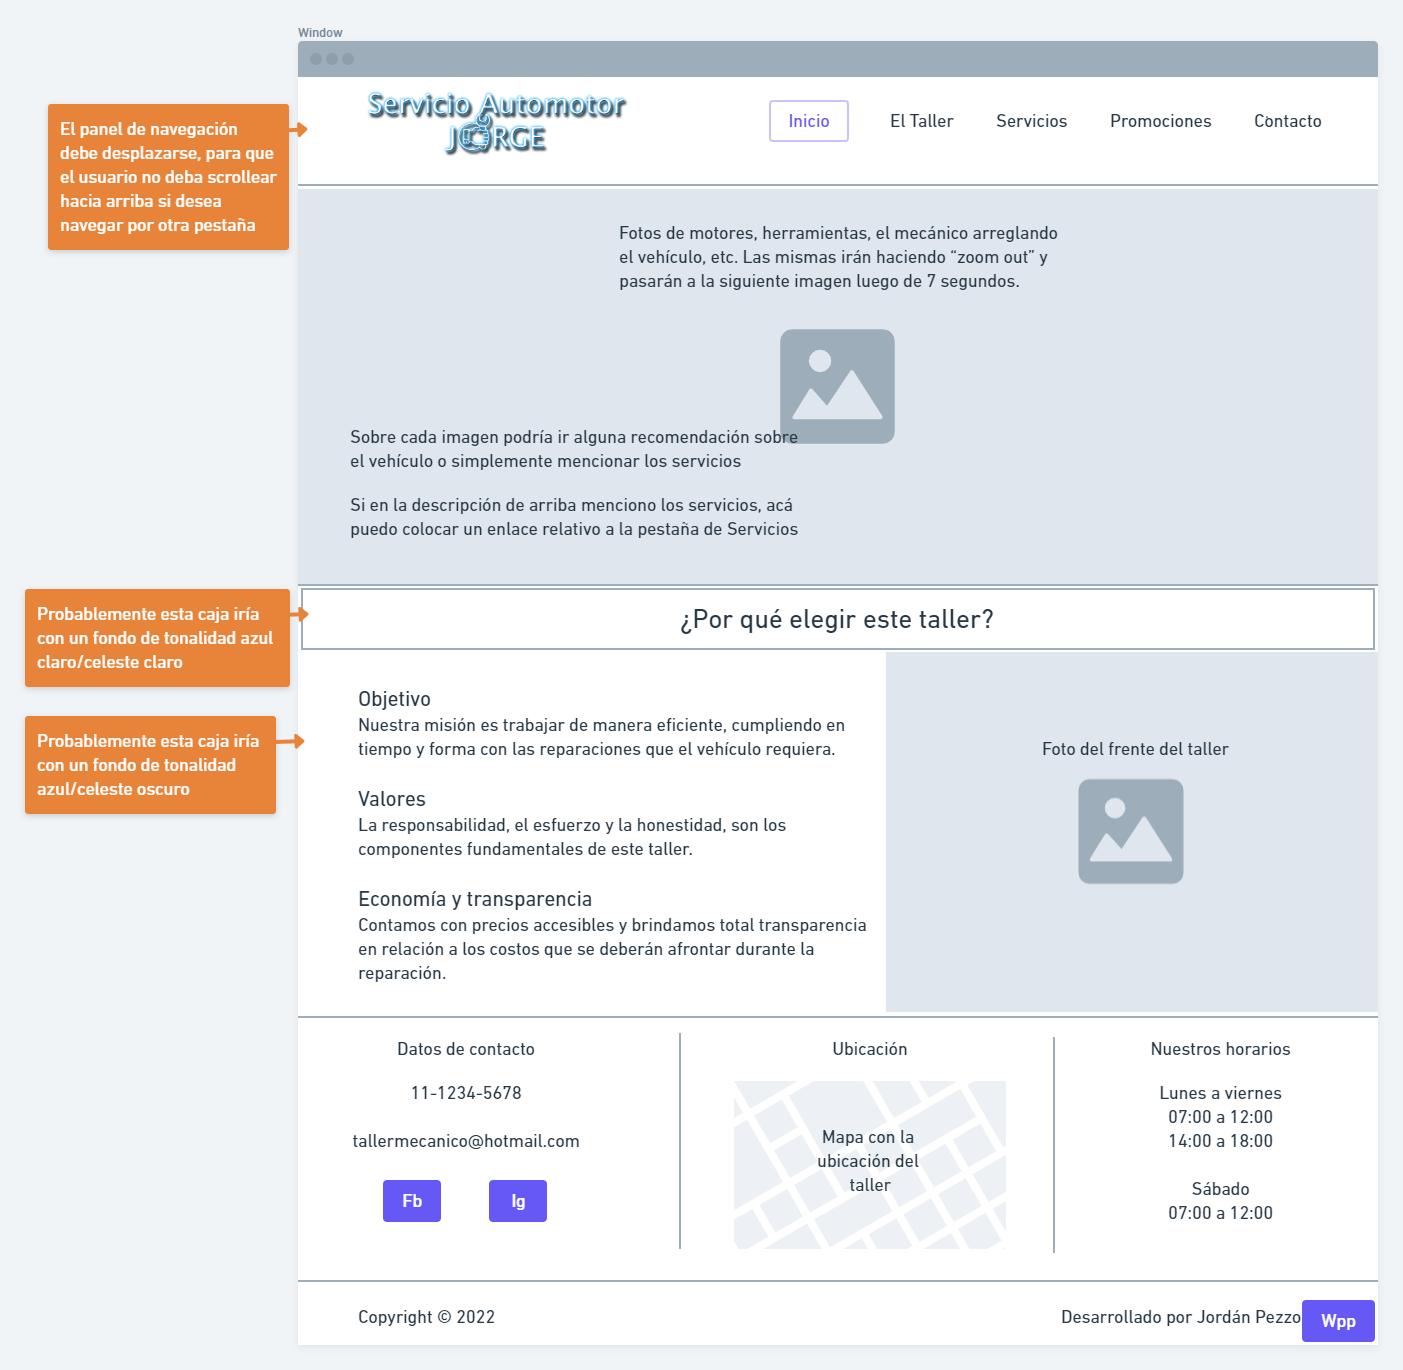 Window
Servicio Automotor
JORGE
Inicio
El Taller
Servicios
Promociones
Contacto
El panel de navegación
debe desplazarse, para que
el usuario no deba scrollear
hacia arriba si desea
navegar por otra pestaña
Fotos de motores, herramientas, el mecánico arreglando
el vehículo, etc. Las mismas irán haciendo “zoom out” y
pasarán a la siguiente imagen luego de 7 segundos.
Sobre cada imagen podría ir alguna recomendación sobre
el vehículo o simplemente mencionar los servicios
Si en la descripción de arriba menciono los servicios, acá
puedo colocar un enlace relativo a la pestaña de Servicios
Probablemente esta caja iría
con un fondo de tonalidad azul
claro/celeste claro
¿Por qué elegir este taller?
Probablemente esta caja iría
con un fondo de tonalidad
azul/celeste oscuro
Objetivo
Nuestra misión es trabajar de manera eficiente, cumpliendo en
tiempo y forma con las reparaciones que el vehículo requiera.
Valores
La responsabilidad, el esfuerzo y la honestidad, son los
componentes fundamentales de este taller.
Economía y transparencia
Contamos con precios accesibles y brindamos total transparencia
en relación a los costos que se deberán afrontar durante la
reparación.
Foto del frente del taller
Datos de contacto
11-1234-5678
tallermecanico@hotmail.com
Fb
Ig
Ubicación
Mapa con la
ubicación del
taller
Nuestros horarios
Lunes a viernes
07:00 a 12:00
14:00 a 18:00
Sábado
07:00 a 12:00
Copyright © 2022
Desarrollado por Jordán Pezzo
Wpp